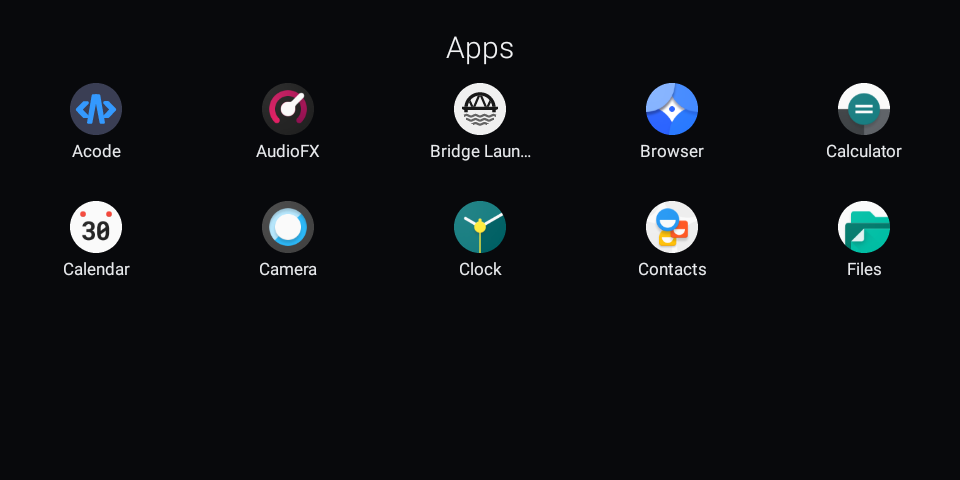 Apps
Acode
AudioFX
Bridge Laun...
Browser
Calculator
30
Calendar
Camera
Clock
Contacts
Files